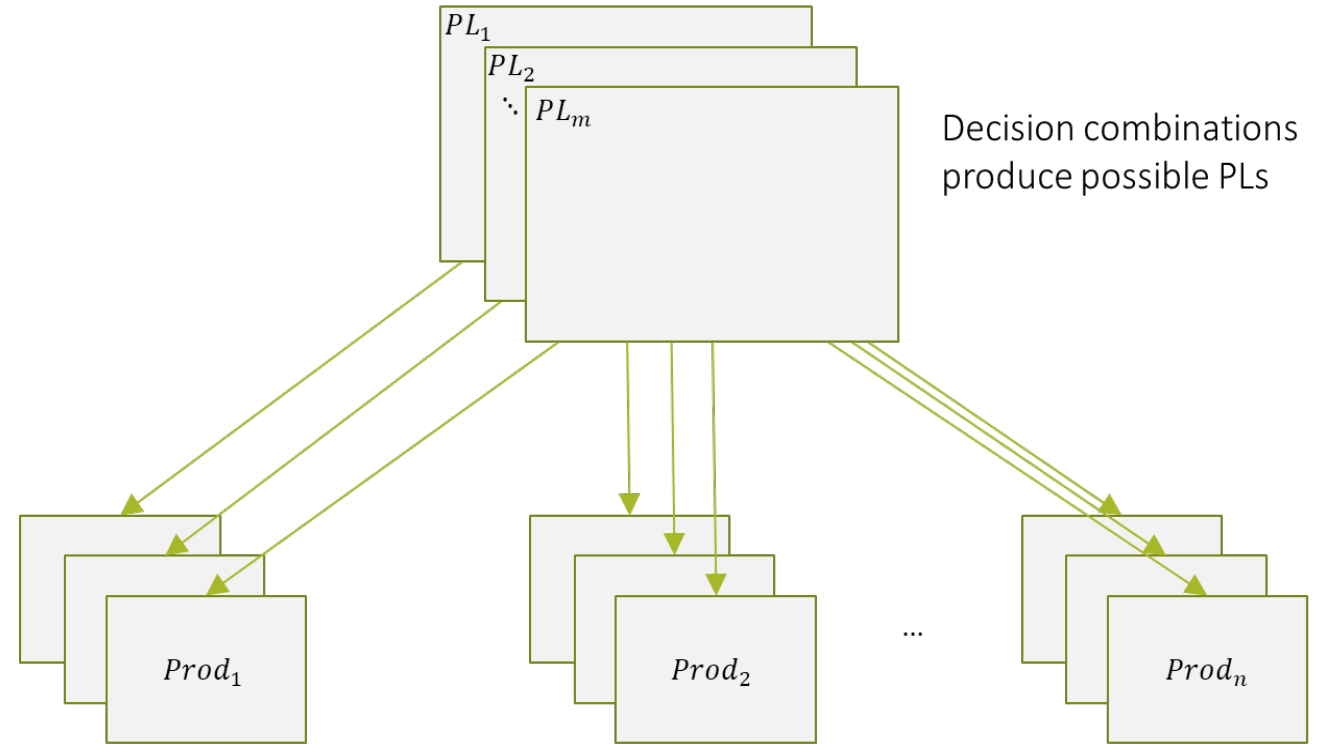 PL₁
PL₂
⋱ PLₘ
Decision combinations
produce possible PLs
...
Prod₁
Prod₂
Prodₙ